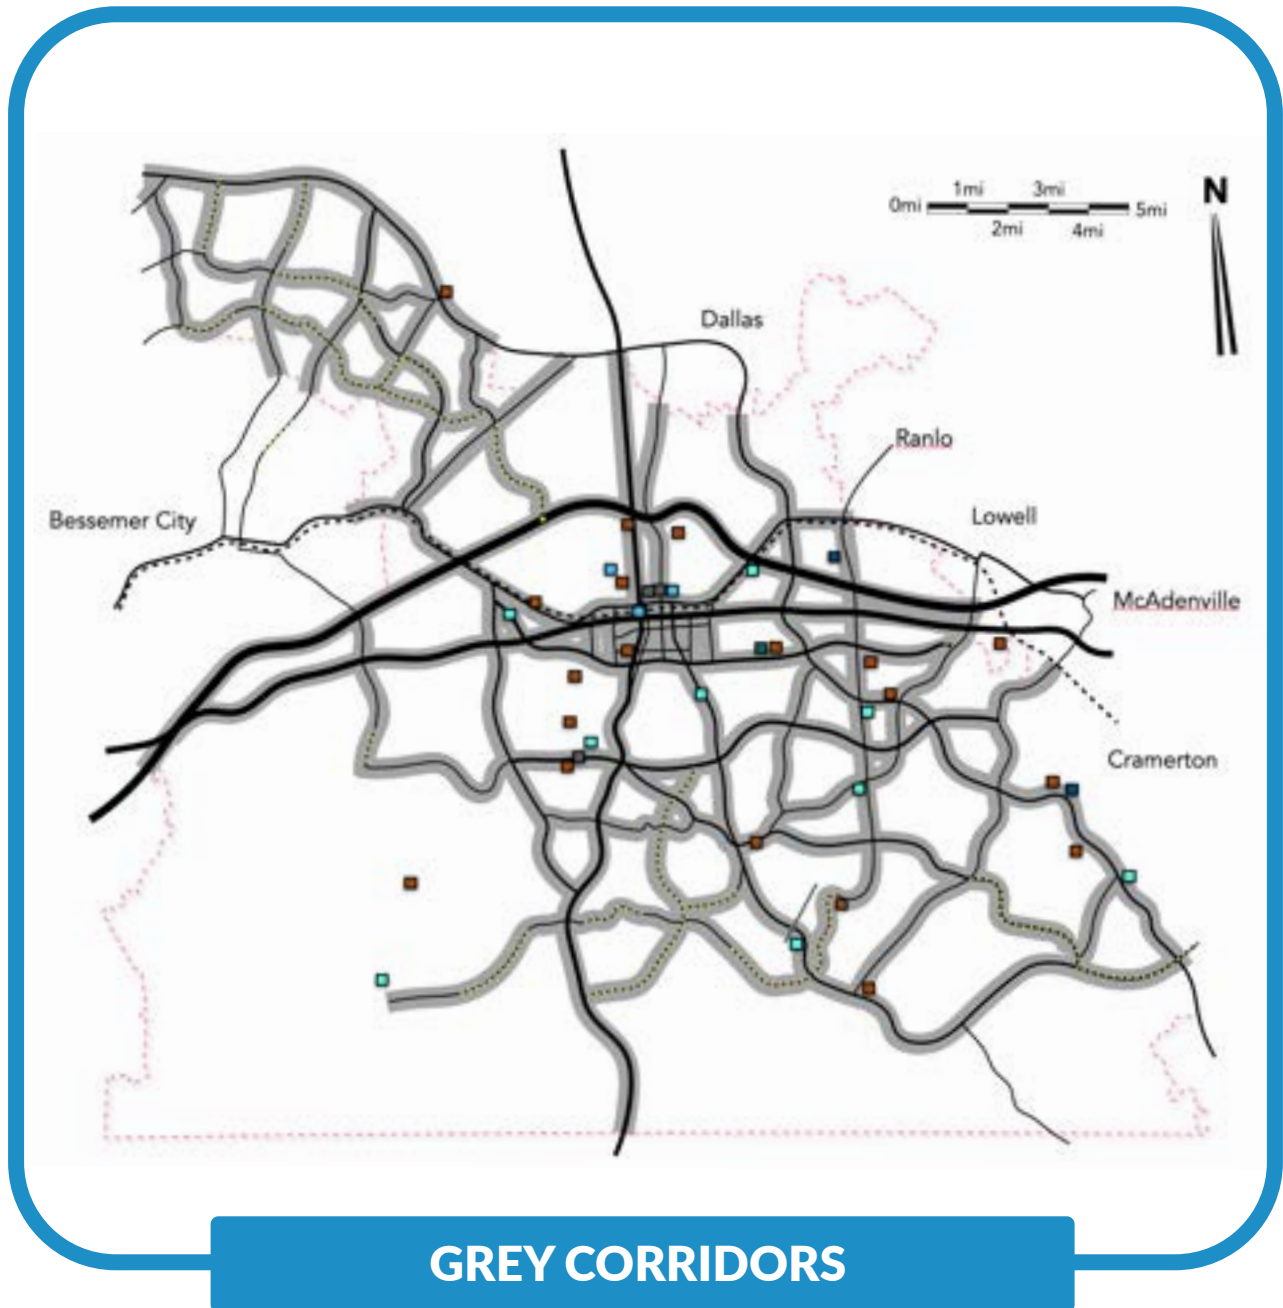 N
1mi 3mi
0mi 5mi
2mi 4mi
Dallas
Ranlo
Bessemer City
Lowell
McAdenville
Cramerton
GREY CORRIDORS